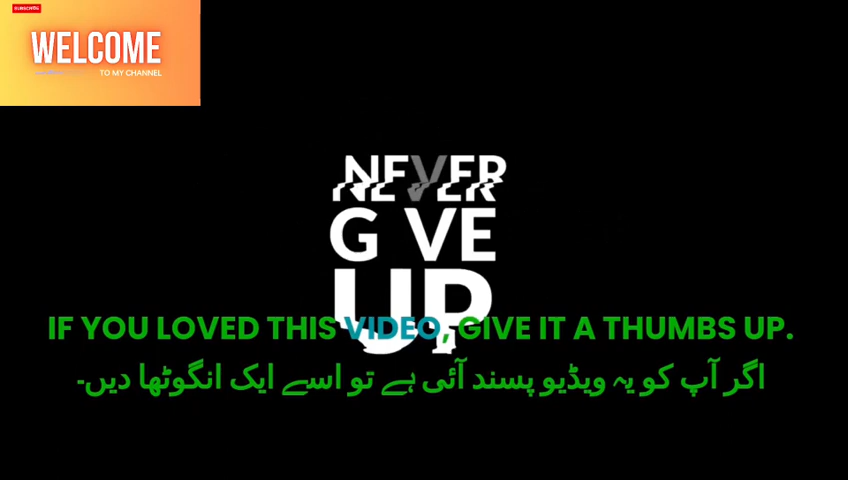 SUBSCRIBE
WELCOME
TO MY CHANNEL
NEVER
G VE
UP
IF YOU LOVED THIS VIDEO, GIVE IT A THUMBS UP.
اگر آپ کو یہ ویڈیو پسند آئی ہے تو اسے ایک انگوٹھا دیں۔